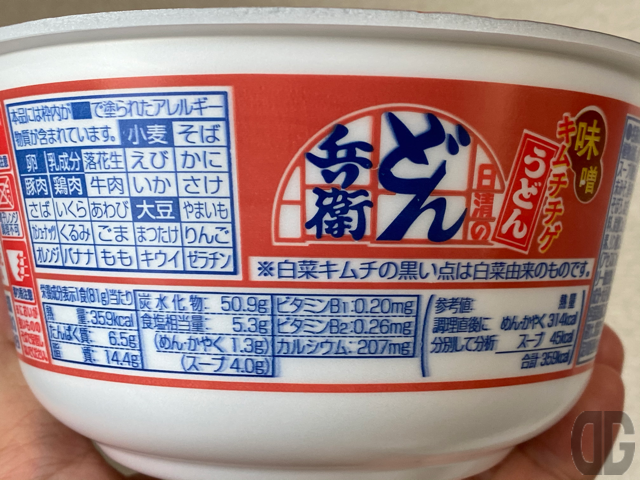 本品には枠内が で塗られたアレルギー
物質が含まれています。 小麦 そば
卵 乳成分 落花生 えび かに
豚肉 鶏肉 牛肉 いか さけ
さば いくら あわび 大豆 やまいも
カシューナッツ くるみ ごま まつたけ りんご
オレンジ バナナ もも キウイ ゼラチン
日清の
どん
兵衛
味噌
キムチチゲ
うどん
※白菜キムチの黒い点は白菜由来のものです。
栄養成分表示1食(81g)当たり
熱量:359kcal
たんぱく質:6.5g
脂質:14.4g
炭水化物:50.9g
食塩相当量:5.3g
(めん・かやく 1.3g)
(スープ 4.0g)
ビタミンB1:0.20mg
ビタミンB2:0.26mg
カルシウム:207mg
参考値: 熱量
調理直後に めん・かやく 314kcal
分別して分析 スープ 45kcal
合計 359kcal
DG